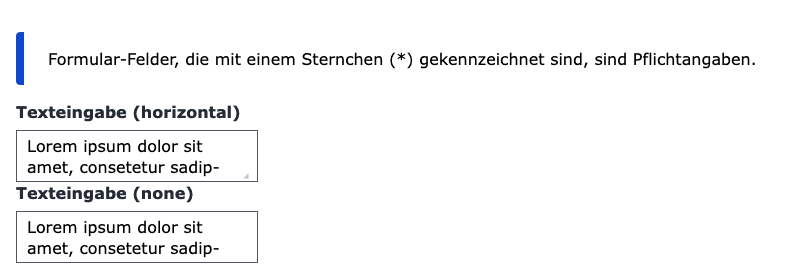 Formular-Felder, die mit einem Sternchen (*) gekennzeichnet sind, sind Pflichtangaben.
Texteingabe (horizontal)
Lorem ipsum dolor sit
amet, consetetur sadip-
Texteingabe (none)
Lorem ipsum dolor sit
amet, consetetur sadip-